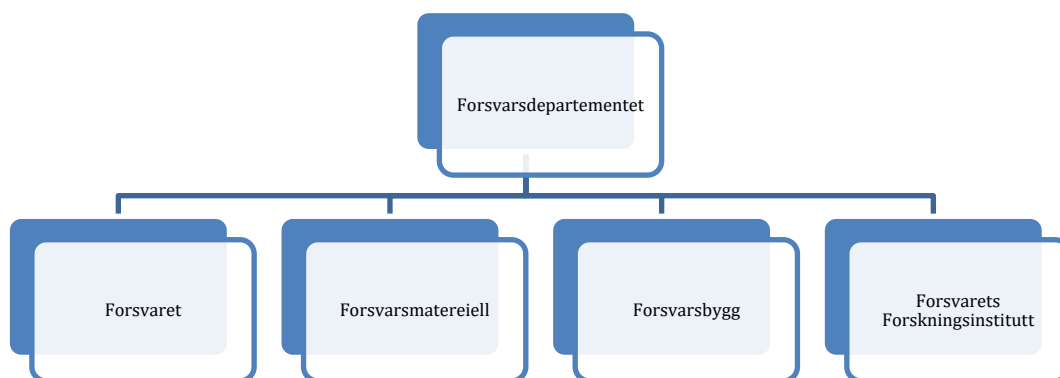 Forsvarsdepartementet
Forsvaret
Forsvarsmatereiell
Forsvarsbygg
Forsvarets
Forskningsinstitutt